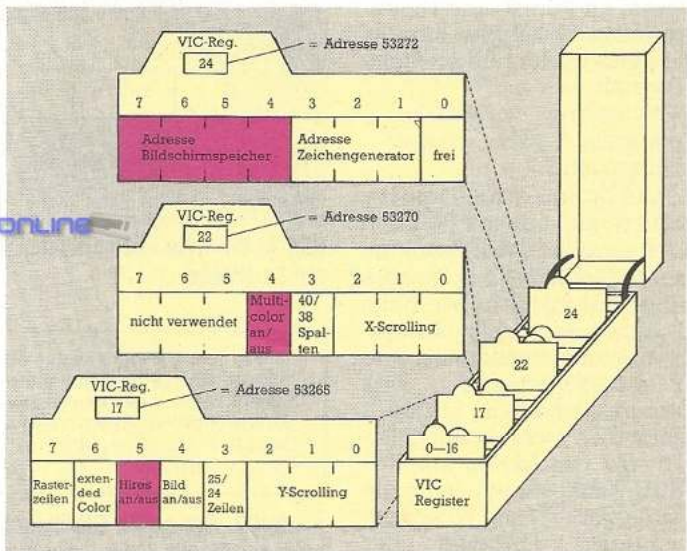 VIC-Reg.
24
= Adresse 53272
7 6 5 4 3 2 1 0
Adresse
Bildschirmspeicher
Adresse
Zeichengenerator
frei
online
VIC-Reg.
22
= Adresse 53270
7 6 5 4 3 2 1 0
nicht verwendet
Multi-
color
an/
aus
40/
38
Spal-
ten
X-Scrolling
VIC-Reg.
17
= Adresse 53265
7 6 5 4 3 2 1 0
Raster-
zeilen
exten-
ded
Color
Hires
an/aus
Bild
an/aus
25/
24
Zeilen
Y-Scrolling
24
22
17
0—16
VIC
Register